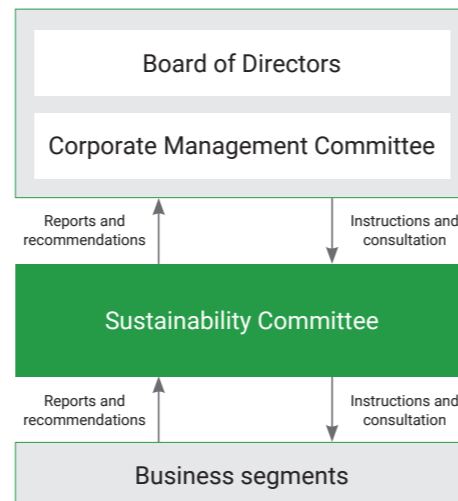 Board of Directors
Corporate Management Committee
Reports and
recommendations
Instructions and
consultation
Sustainability Committee
Reports and
recommendations
Instructions and
consultation
Business segments